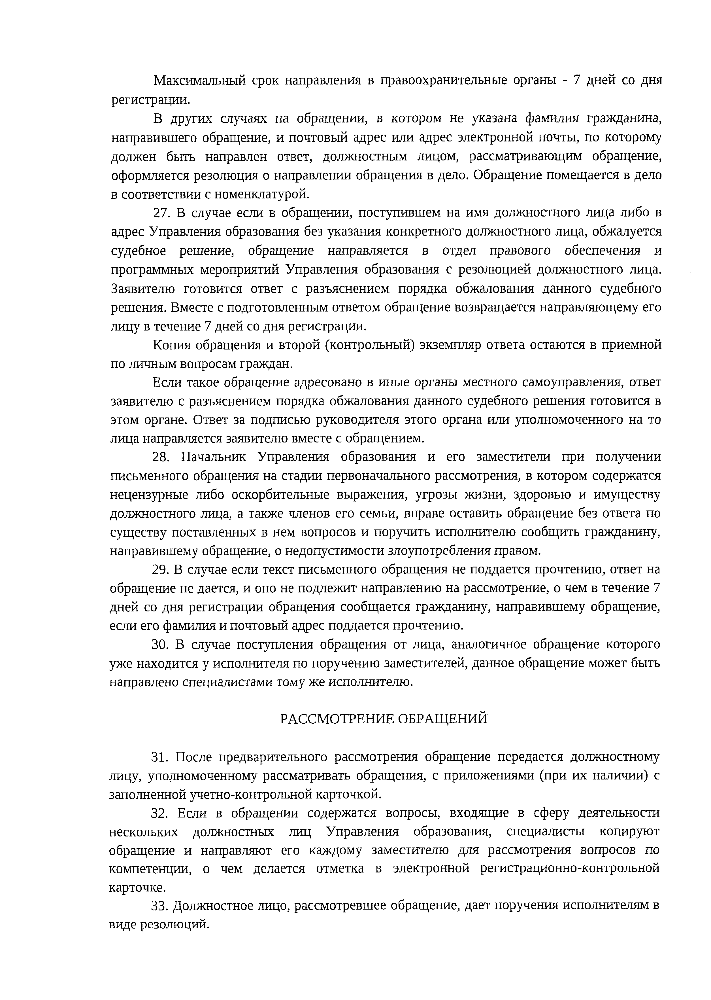 Максимальный срок направления в правоохранительные органы - 7 дней со дня
регистрации.
В других случаях на обращении, в котором не указана фамилия гражданина,
направившего обращение, и почтовый адрес или адрес электронной почты, по которому
должен быть направлен ответ, должностным лицом, рассматривающим обращение,
оформляется резолюция о направлении обращения в дело. Обращение помещается в дело
в соответствии с номенклатурой.
27. В случае если в обращении, поступившем на имя должностного лица либо в
адрес Управления образования без указания конкретного должностного лица, обжалуется
судебное решение, обращение направляется в отдел правового обеспечения и
программных мероприятий Управления образования с резолюцией должностного лица.
Заявителю готовится ответ с разъяснением порядка обжалования данного судебного
решения. Вместе с подготовленным ответом обращение возвращается направляющему его
лицу в течение 7 дней со дня регистрации.
Копия обращения и второй (контрольный) экземпляр ответа остаются в приемной
по личным вопросам граждан.
Если такое обращение адресовано в иные органы местного самоуправления, ответ
заявителю с разъяснением порядка обжалования данного судебного решения готовится в
этом органе. Ответ за подписью руководителя этого органа или уполномоченного на то
лица направляется заявителю вместе с обращением.
28. Начальник Управления образования и его заместители при получении
письменного обращения на стадии первоначального рассмотрения, в котором содержатся
нецензурные либо оскорбительные выражения, угрозы жизни, здоровью и имуществу
должностного лица, а также членов его семьи, вправе оставить обращение без ответа по
существу поставленных в нем вопросов и поручить исполнителю сообщить гражданину,
направившему обращение, о недопустимости злоупотребления правом.
29. В случае если текст письменного обращения не поддается прочтению, ответ на
обращение не дается, и оно не подлежит направлению на рассмотрение, о чем в течение 7
дней со дня регистрации обращения сообщается гражданину, направившему обращение,
если его фамилия и почтовый адрес поддается прочтению.
30. В случае поступления обращения от лица, аналогичное обращение которого
уже находится у исполнителя по поручению заместителей, данное обращение может быть
направлено специалистами тому же исполнителю.
РАССМОТРЕНИЕ ОБРАЩЕНИЙ
31. После предварительного рассмотрения обращение передается должностному
лицу, уполномоченному рассматривать обращения, с приложениями (при их наличии) с
заполненной учетно-контрольной карточкой.
32. Если в обращении содержатся вопросы, входящие в сферу деятельности
нескольких должностных лиц Управления образования, специалисты копируют
обращение и направляют его каждому заместителю для рассмотрения вопросов по
компетенции, о чем делается отметка в электронной регистрационно-контрольной
карточке.
33. Должностное лицо, рассмотревшее обращение, дает поручения исполнителям в
виде резолюций.